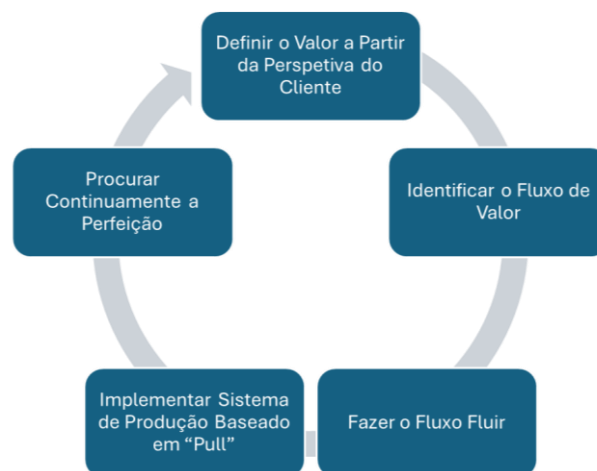 Definir o Valor a Partir
da Perspetiva do
Cliente
Identificar o Fluxo de
Valor
Fazer o Fluxo Fluir
Implementar Sistema
de Produção Baseado
em “Pull”
Procurar
Continuamente a
Perfeição